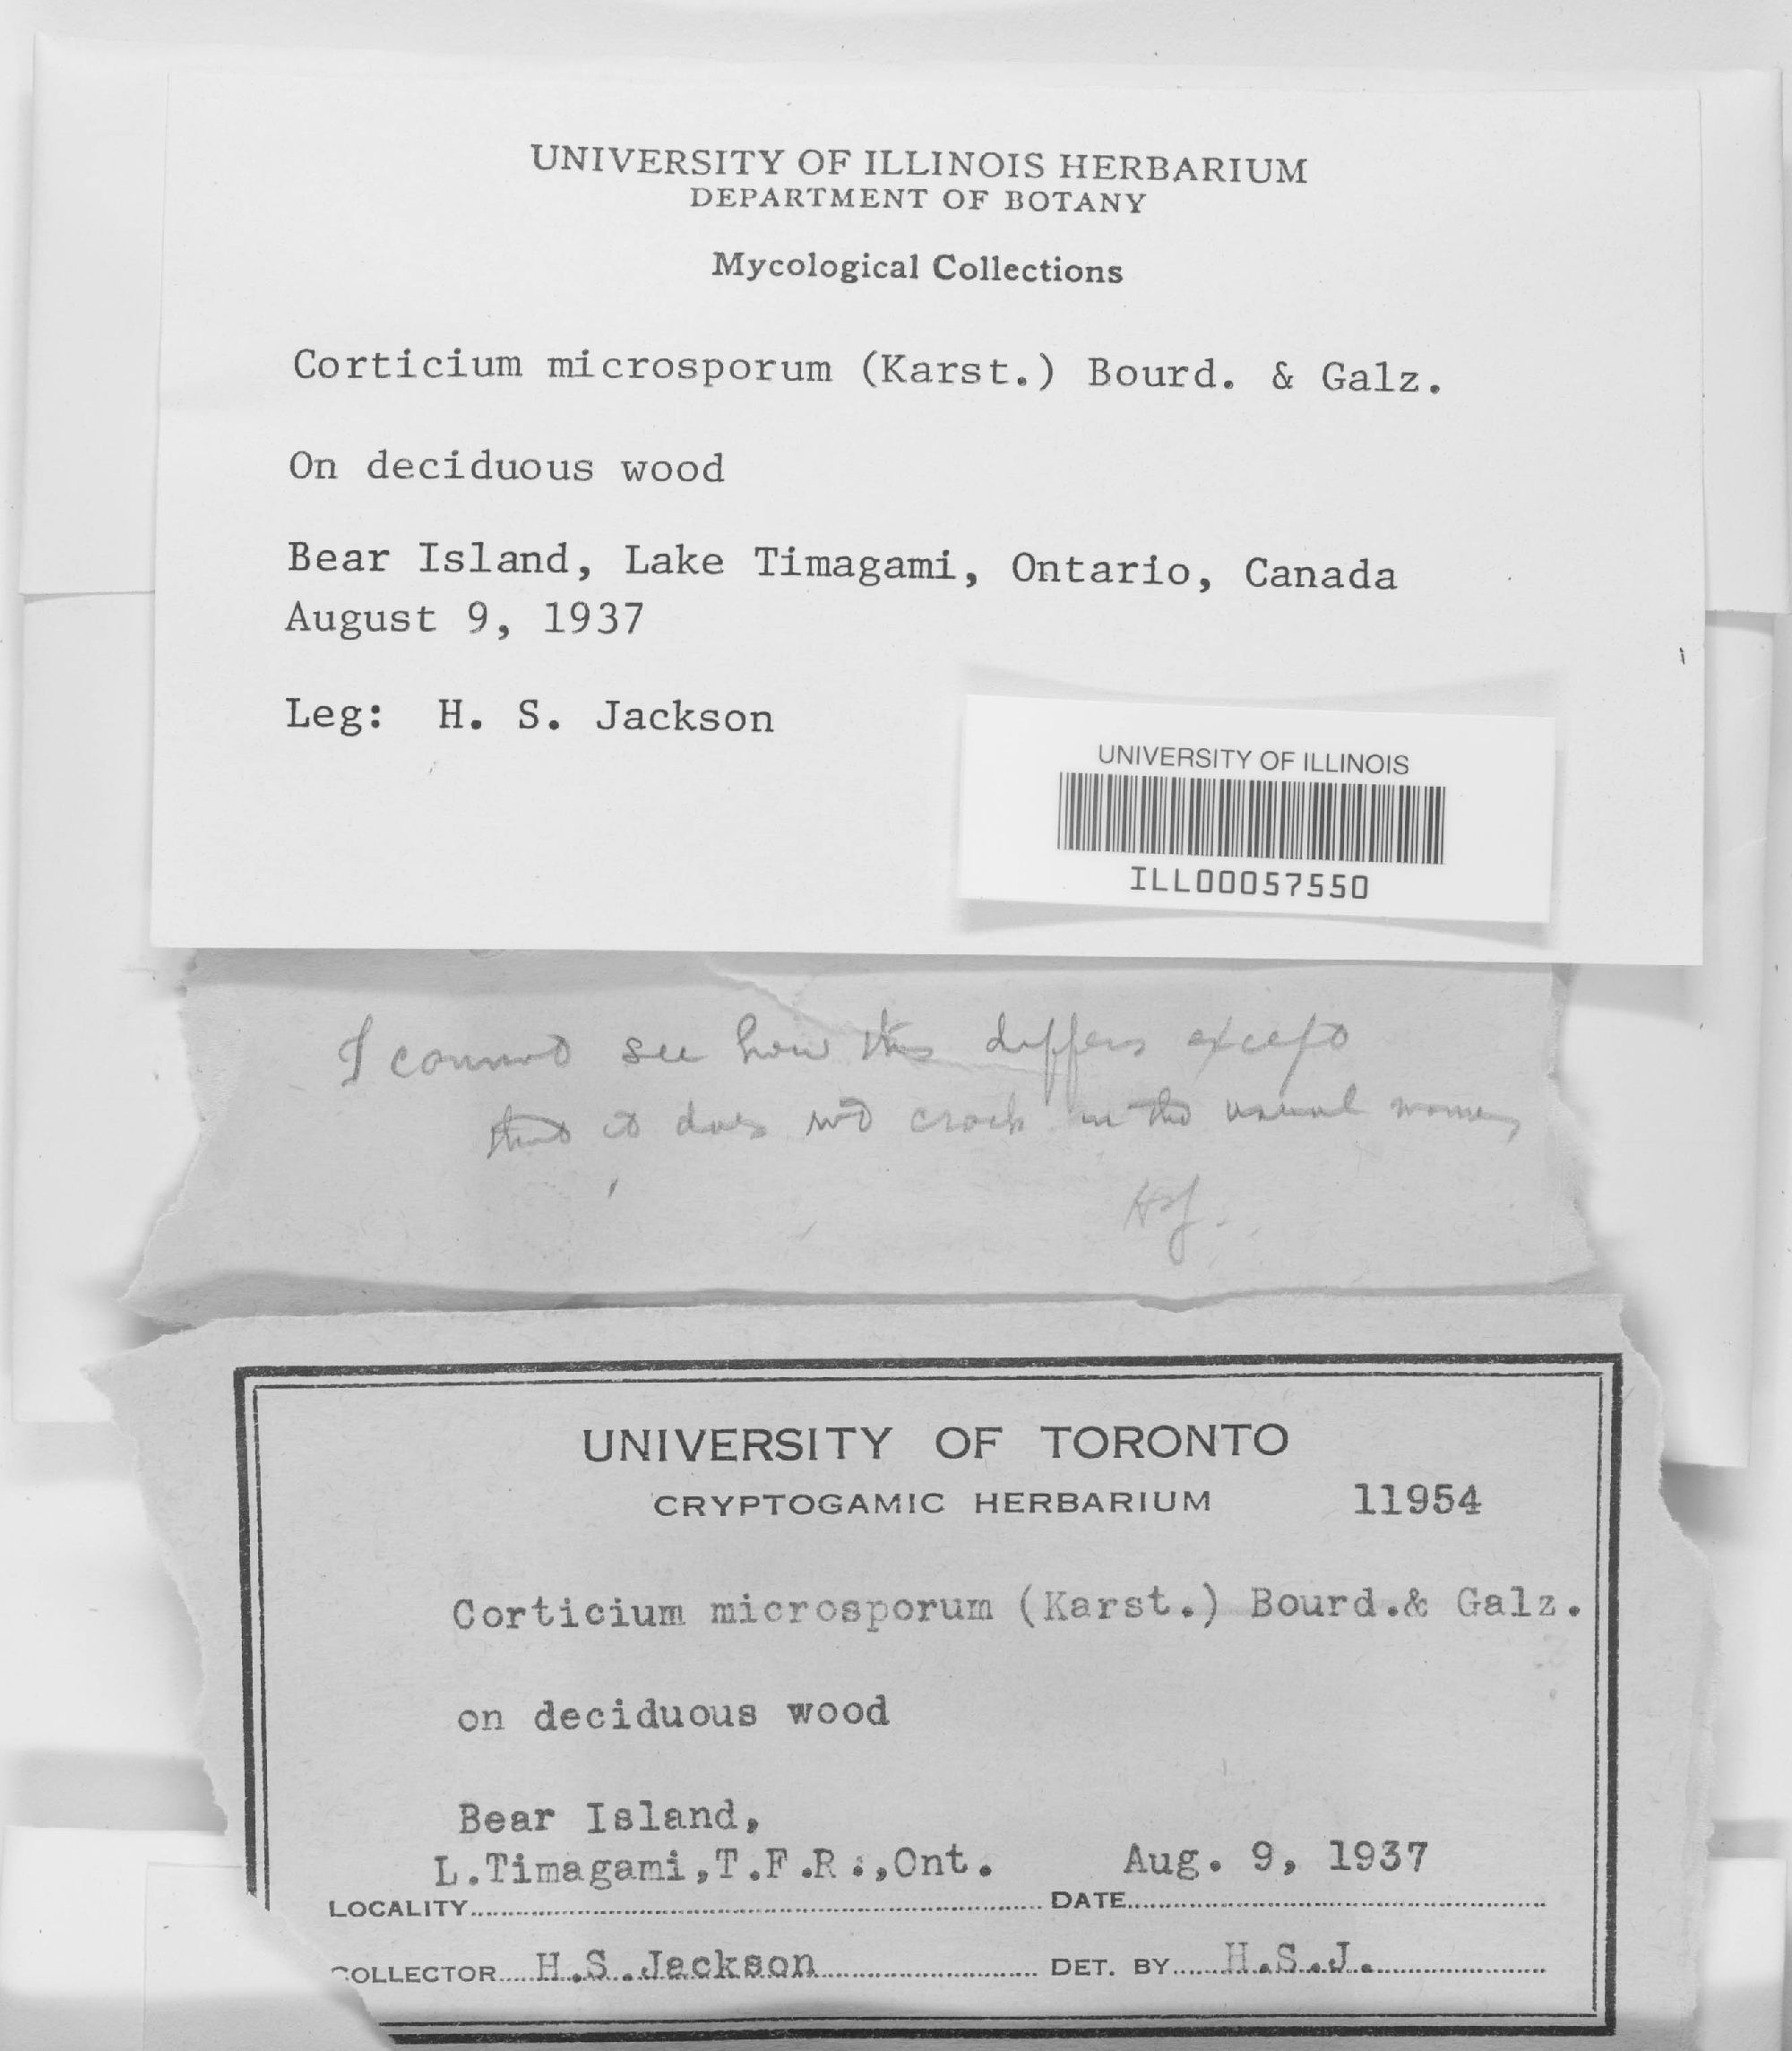 UNIVERSITY OF ILLINOIS HERBARIUM
DEPARTMENT OF BOTANY
Mycological Collections
Corticium microsporum (Karst.) Bourd. & Galz.
On deciduous wood
Bear Island, Lake Timagami, Ontario, Canada
August 9, 1937
Leg: H. S. Jackson
UNIVERSITY OF ILLINOIS
ILL00057550
I cannot see how this differs except
that it does not crack in the usual manner
HSJ.
UNIVERSITY OF TORONTO
CRYPTOGAMIC HERBARIUM 11954
Corticium microsporum (Karst.) Bourd.& Galz.
on deciduous wood
Bear Island,
L.Timagami,T.F.R.,Ont. Aug. 9, 1937
LOCALITY DATE
COLLECTOR H.S.Jackson DET. BY H.S.J.